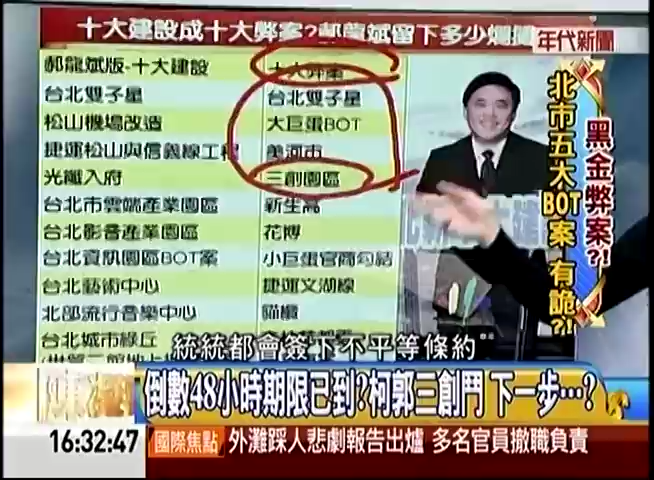 十大建設成十大弊案?郝龍斌留下多少爛攤
年代新聞
郝龍斌版-十大建設 十大弊案
台北雙子星 台北雙子星
松山機場改造 大巨蛋BOT
捷運松山與信義線工程 美河市
光纖入府 三創園區
台北市雲端產業園區 新生高
台北影音產業園區 花博
台北資訊園區BOT案 小巨蛋官商勾結
台北藝術中心 捷運文湖線
北部流行音樂中心 貓纜
台北城市綠丘
黑金弊案?!
北市五大BOT案 有詭?!
統統都會簽下不平等條約
倒數48小時期限已到?柯郭三創鬥 下一步…?
16:32:47
國際焦點 外灘踩人悲劇報告出爐 多名官員撤職負責